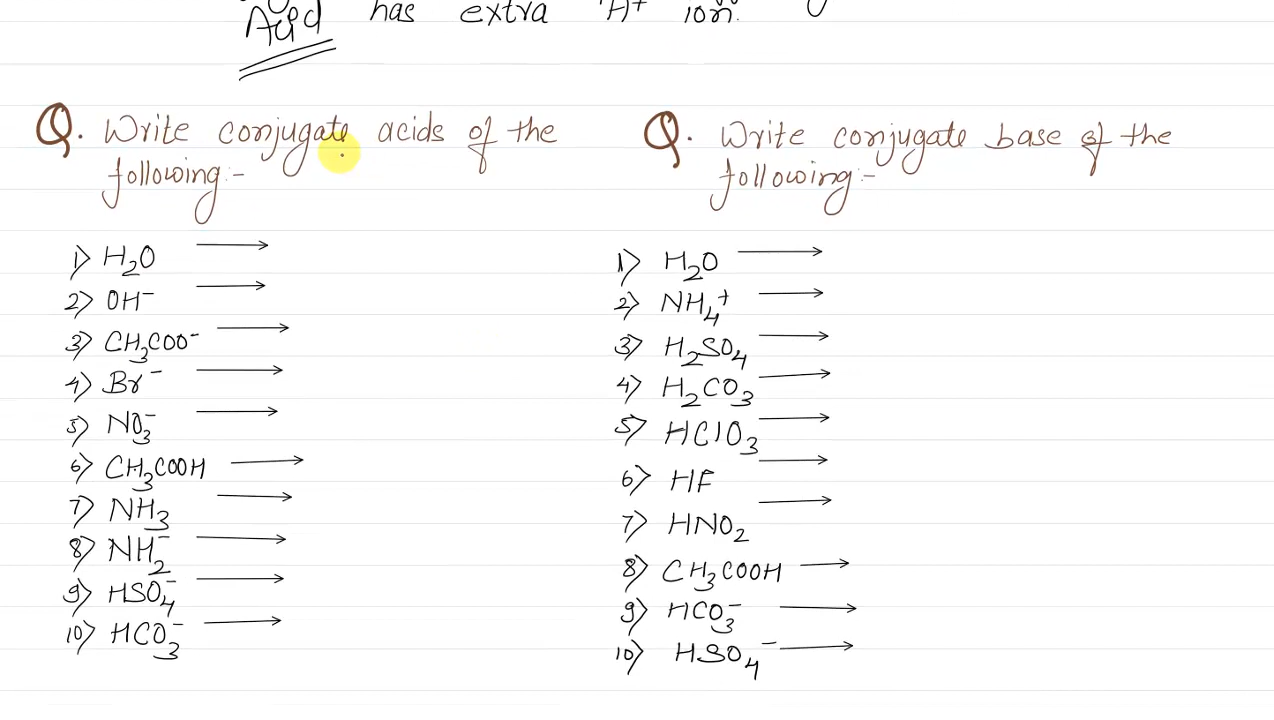 Acid has extra H+ ion.
Q. Write conjugate acids of the
following:-
1) H₂O ⟶
2) OH⁻ ⟶
3) CH₃COO⁻ ⟶
4) Br⁻ ⟶
5) NO₃⁻ ⟶
6) CH₃COOH ⟶
7) NH₃ ⟶
8) NH₂⁻ ⟶
9) HSO₄⁻ ⟶
10) HCO₃⁻ ⟶
Q. Write conjugate base of the
following:-
1) H₂O ⟶
2) NH₄⁺ ⟶
3) H₂SO₄ ⟶
4) H₂CO₃ ⟶
5) HClO₃ ⟶
6) HF ⟶
7) HNO₂ ⟶
8) CH₃COOH ⟶
9) HCO₃⁻ ⟶
10) HSO₄⁻ ⟶